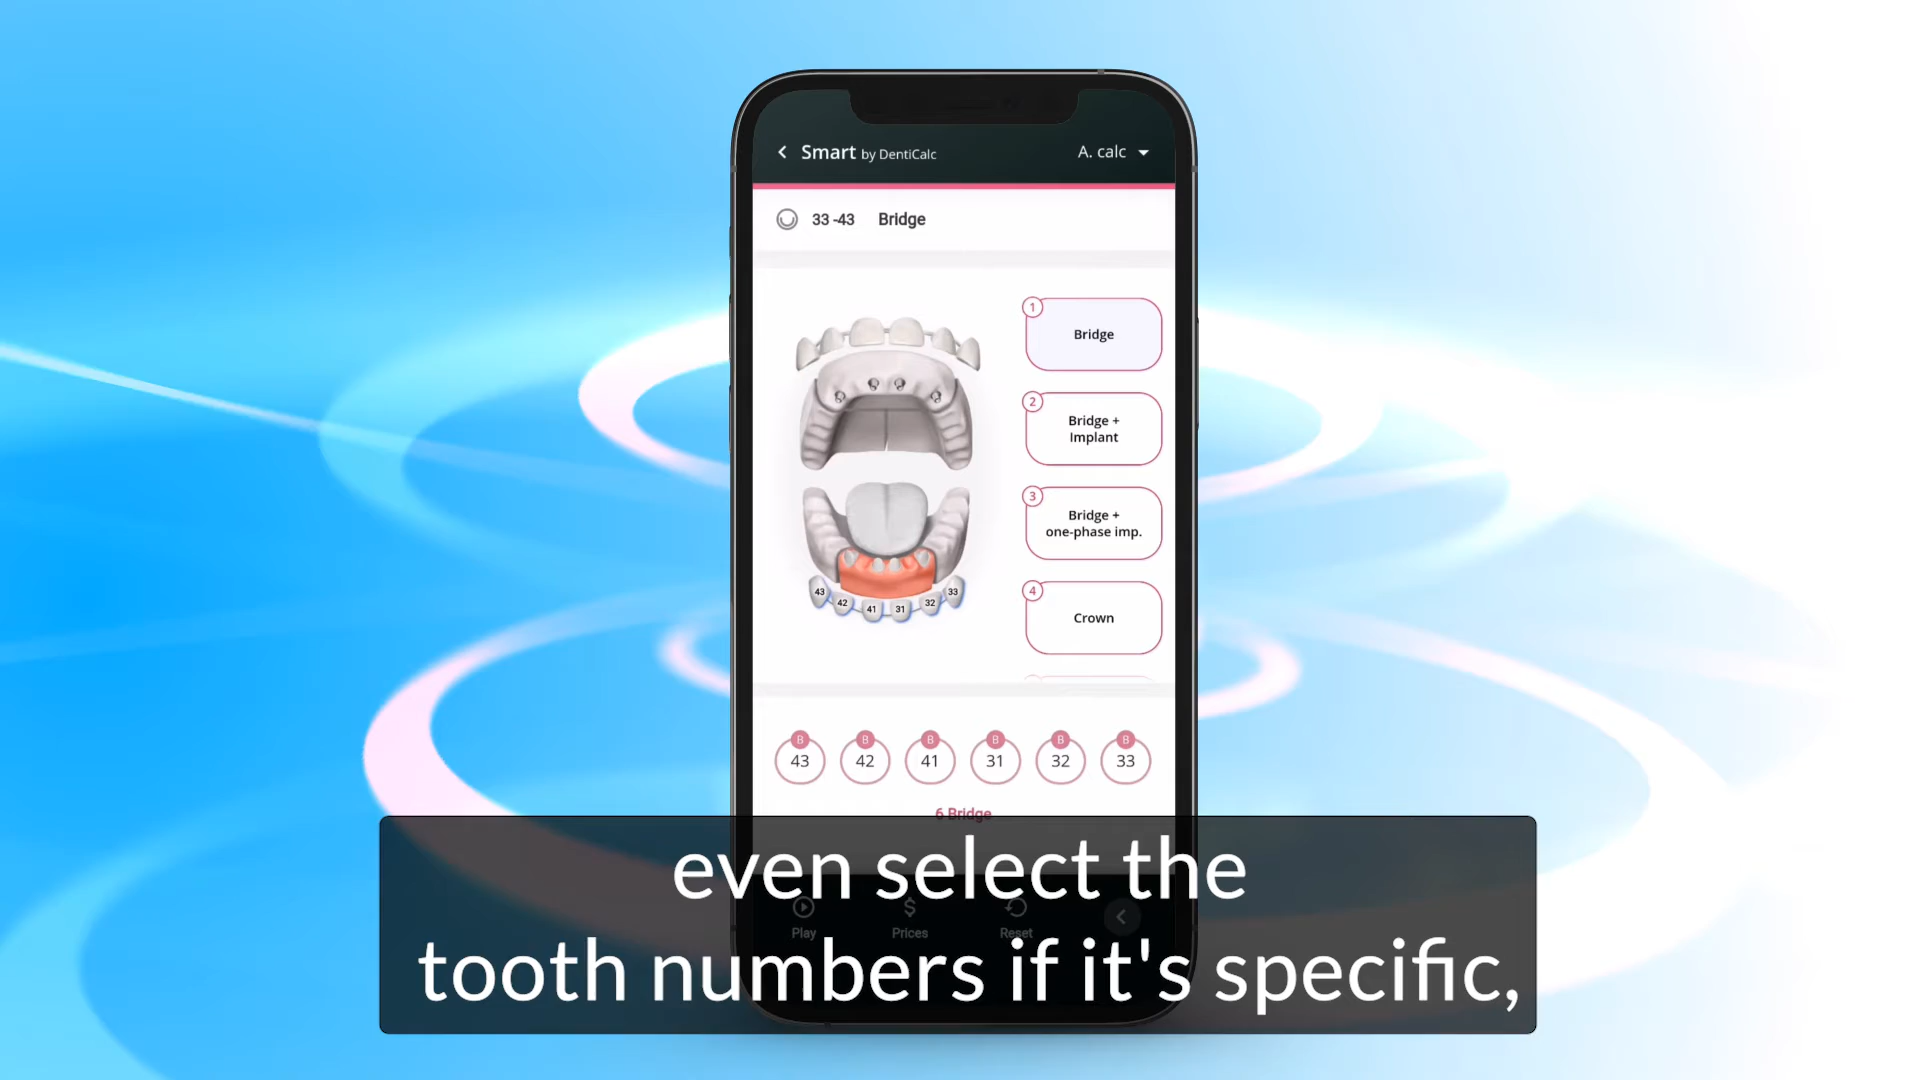 Smart by DentiCalc
A. calc
33 -43 Bridge
1
Bridge
2
Bridge +
Implant
3
Bridge +
one-phase imp.
4
Crown
43 42 41 31 32 33
B B B B B B
43 42 41 31 32 33
6 Bridge
even select the
Play Prices Reset
tooth numbers if it's specific,